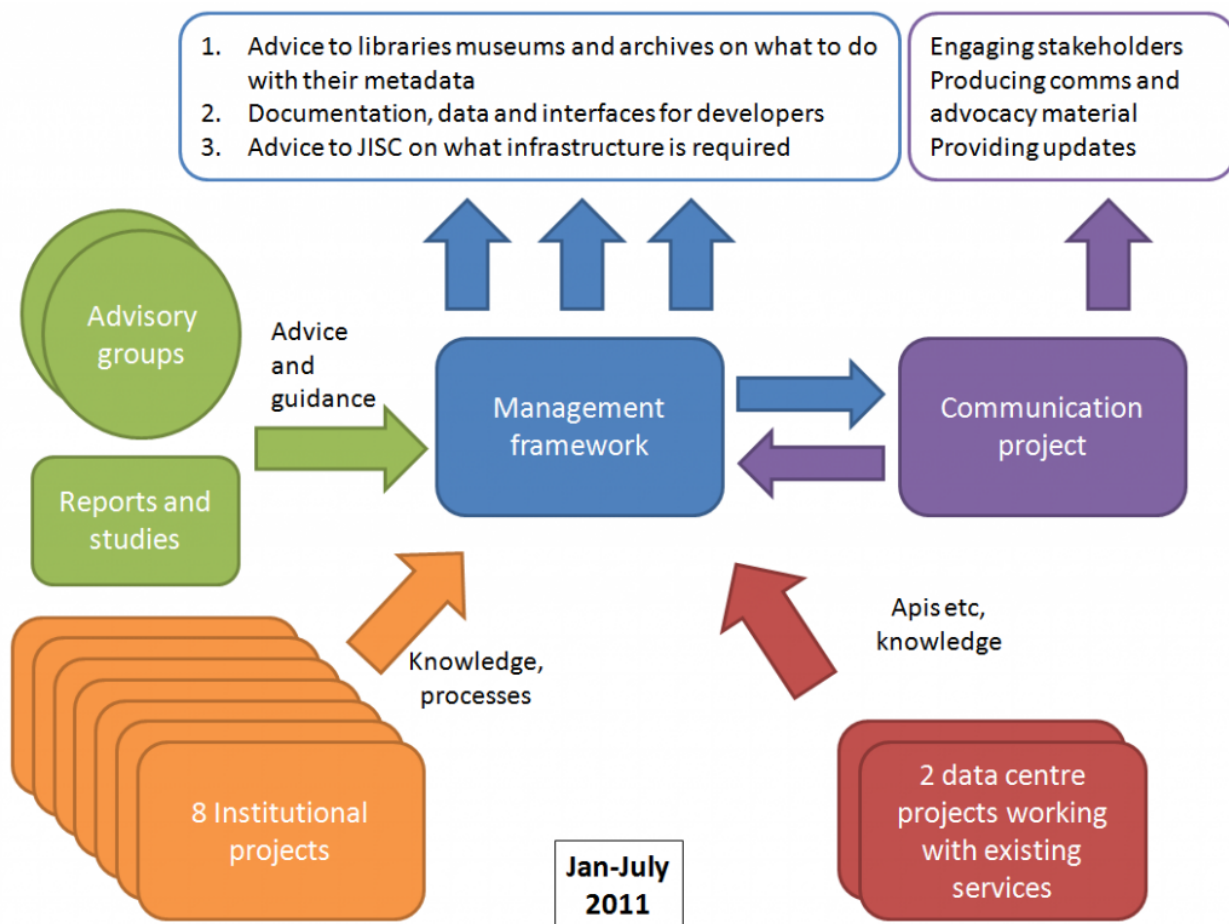 1. Advice to libraries museums and archives on what to do
with their metadata
2. Documentation, data and interfaces for developers
3. Advice to JISC on what infrastructure is required
Engaging stakeholders
Producing comms and
advocacy material
Providing updates
Advisory
groups
Advice
and
guidance
Management
framework
Communication
project
Reports and
studies
Knowledge,
processes
Apis etc,
knowledge
8 Institutional
projects
2 data centre
projects working
with existing
services
Jan-July
2011